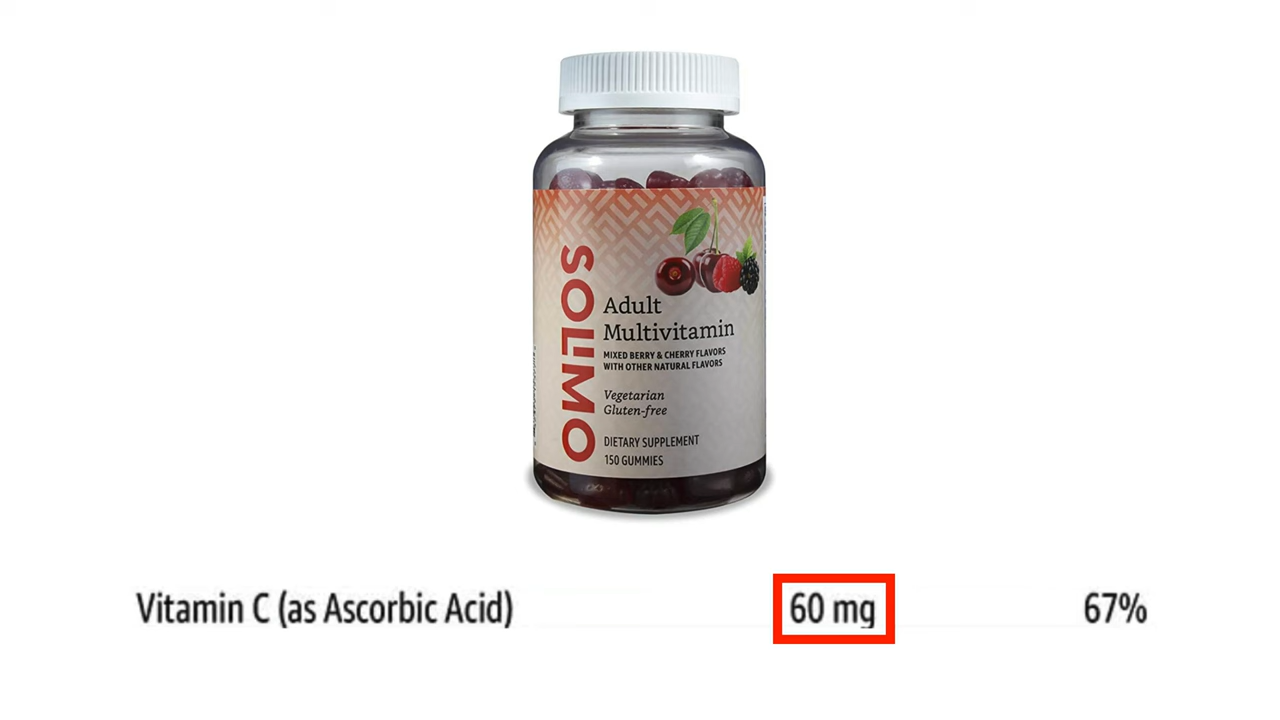 SOLIMO
Adult
Multivitamin
MIXED BERRY & CHERRY FLAVORS
WITH OTHER NATURAL FLAVORS
Vegetarian
Gluten-free
DIETARY SUPPLEMENT
150 GUMMIES
Vitamin C (as Ascorbic Acid) 60 mg 67%